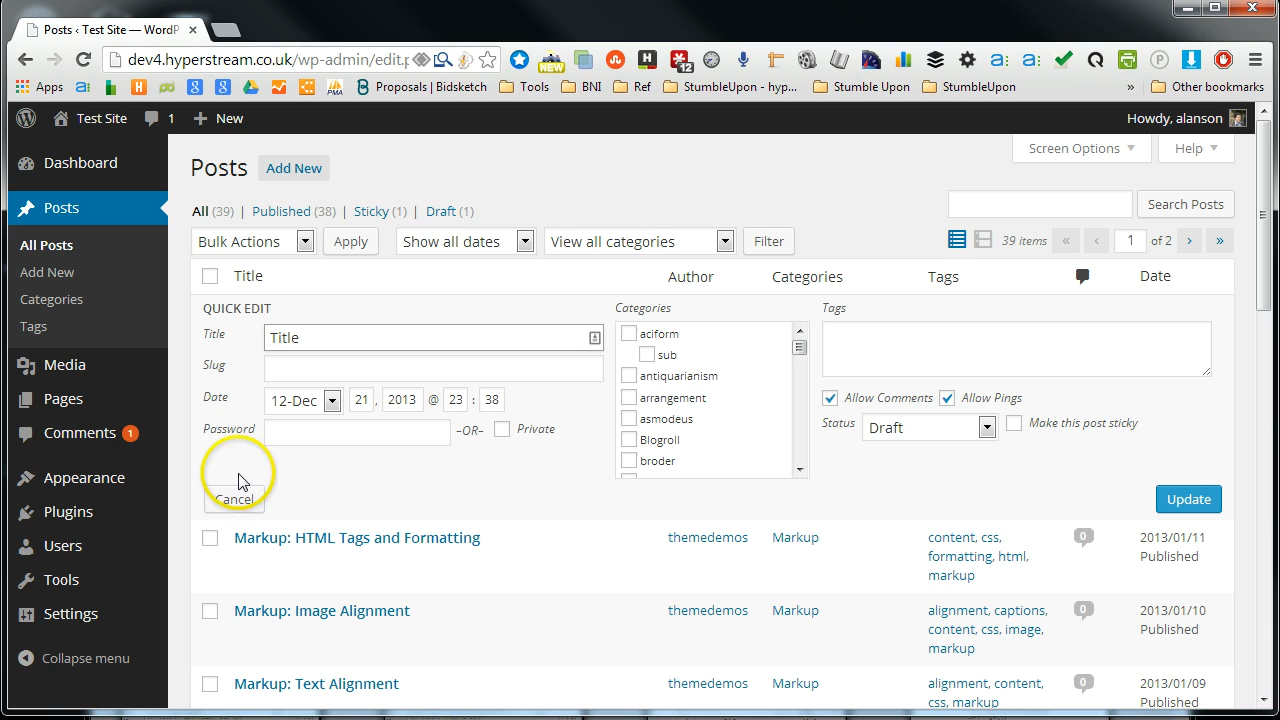 Posts ‹ Test Site — WordP
dev4.hyperstream.co.uk/wp-admin/edit.p
NEW
12
Apps
Proposals | Bidsketch
Tools
BNI
Ref
StumbleUpon - hyp...
Stumble Upon
StumbleUpon
»
Other bookmarks
Test Site
1
New
Howdy, alanson
Dashboard
Posts
All Posts
Add New
Categories
Tags
Media
Pages
Comments 1
Appearance
Plugins
Users
Tools
Settings
Collapse menu
Posts
Add New
Screen Options
Help
All (39) | Published (38) | Sticky (1) | Draft (1)
Search Posts
Bulk Actions
Apply
Show all dates
View all categories
Filter
39 items « ‹ 1 of 2 › »
Title
Author
Categories
Tags
Date
QUICK EDIT
Title
Title
Slug
Date
12-Dec 21 , 2013 @ 23 : 38
Password
–OR–
Private
Cancel
Categories
aciform
sub
antiquarianism
arrangement
asmodeus
Blogroll
broder
Tags
Allow Comments
Allow Pings
Status
Draft
Make this post sticky
Update
Markup: HTML Tags and Formatting
themedemos
Markup
content, css,
formatting, html,
markup
0
2013/01/11
Published
Markup: Image Alignment
themedemos
Markup
alignment, captions,
content, css, image,
markup
0
2013/01/10
Published
Markup: Text Alignment
themedemos
Markup
alignment, content,
css, markup
0
2013/01/09
Published